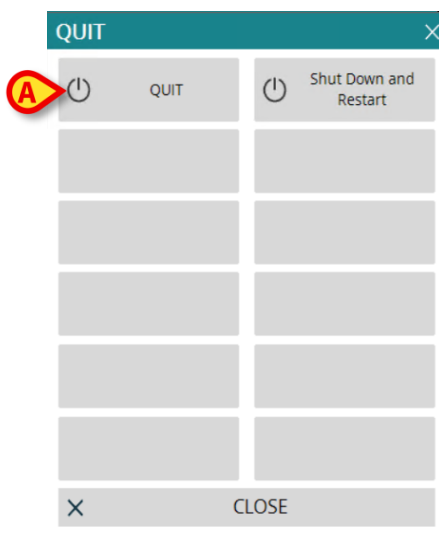 QUIT
A
QUIT
Shut Down and
Restart
CLOSE